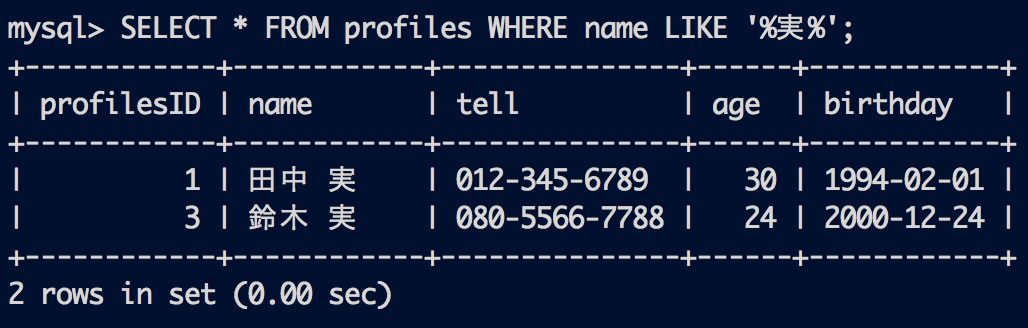 mysql> SELECT * FROM profiles WHERE name LIKE '%実%';
+------------+------------+---------------+------+------------+
| profilesID | name       | tell          | age  | birthday   |
+------------+------------+---------------+------+------------+
|          1 | 田中 実    | 012-345-6789  |   30 | 1994-02-01 |
|          3 | 鈴木 実    | 080-5566-7788 |   24 | 2000-12-24 |
+------------+------------+---------------+------+------------+
2 rows in set (0.00 sec)